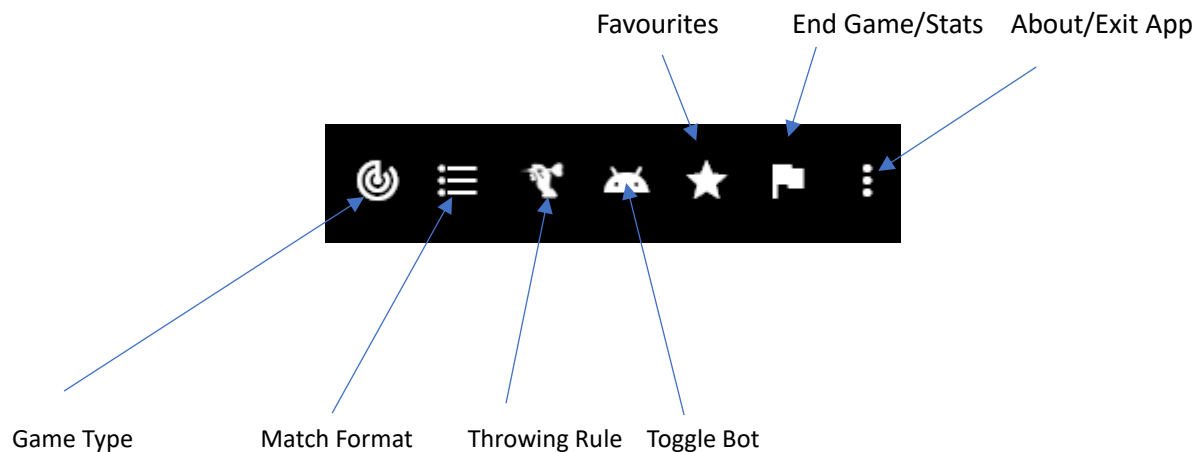 Favourites End Game/Stats About/Exit App
Game Type Match Format Throwing Rule Toggle Bot